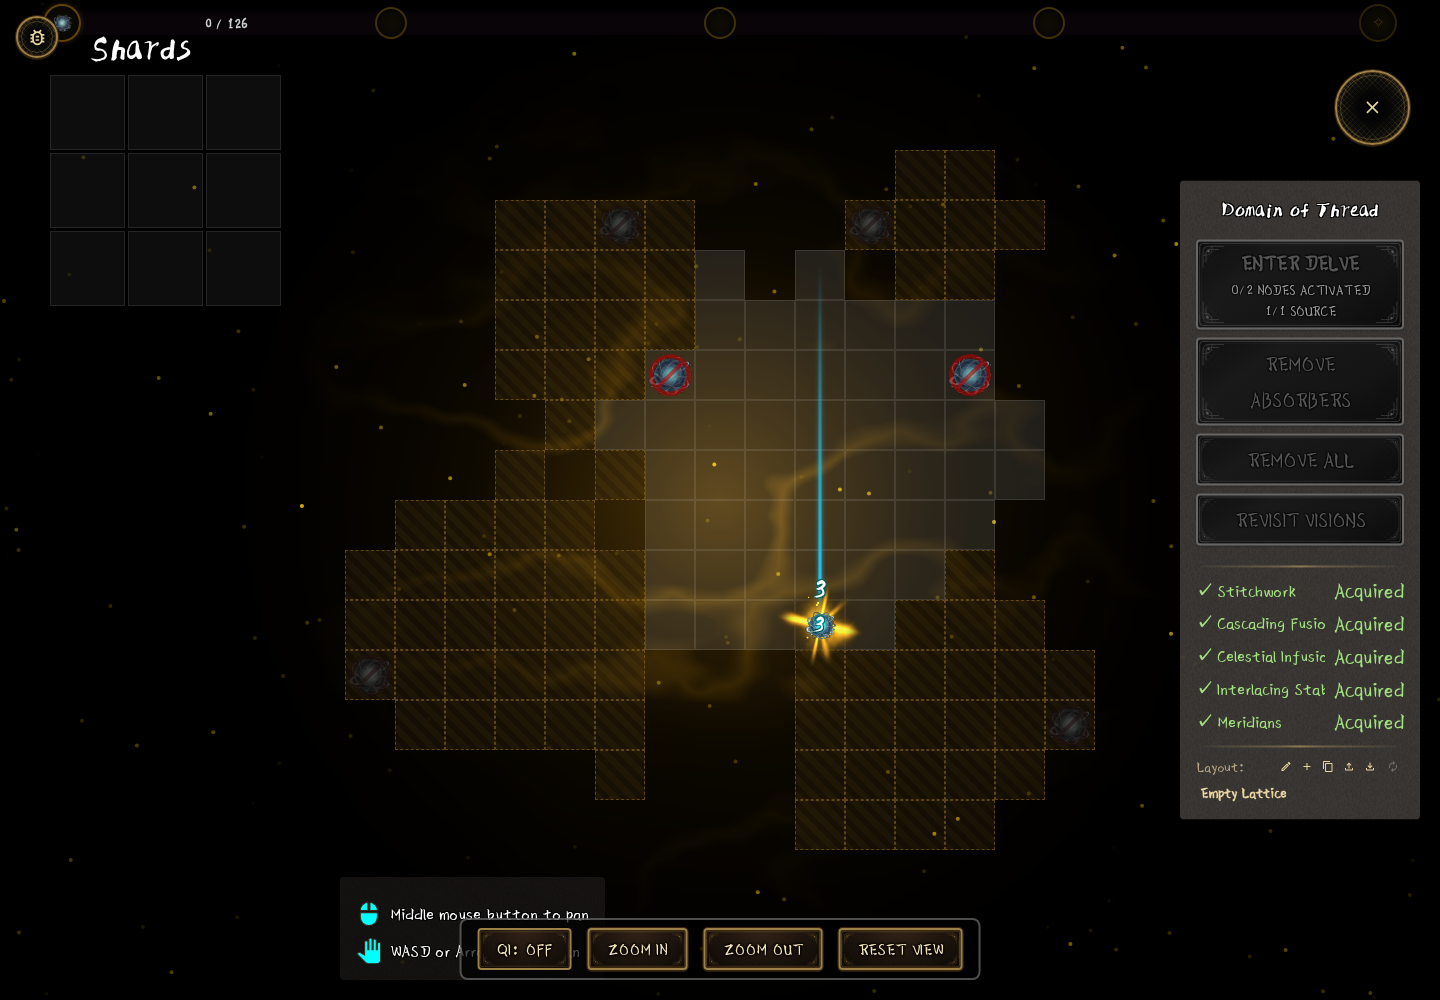 0 / 126
Shards
Domain of Thread
ENTER DELVE
0/2 NODES ACTIVATED
1/1 SOURCE
REMOVE
ABSORBERS
REMOVE ALL
REVISIT VISIONS
3
3
✓ Stitchwork Acquired
✓ Cascading Fusio Acquired
✓ Celestial Infusic Acquired
✓ Interlacing Stat Acquired
✓ Meridians Acquired
Layout:
Empty Lattice
Middle mouse button to pan
WASD or Arr
QI: OFF
ZOOM IN
ZOOM OUT
RESET VIEW